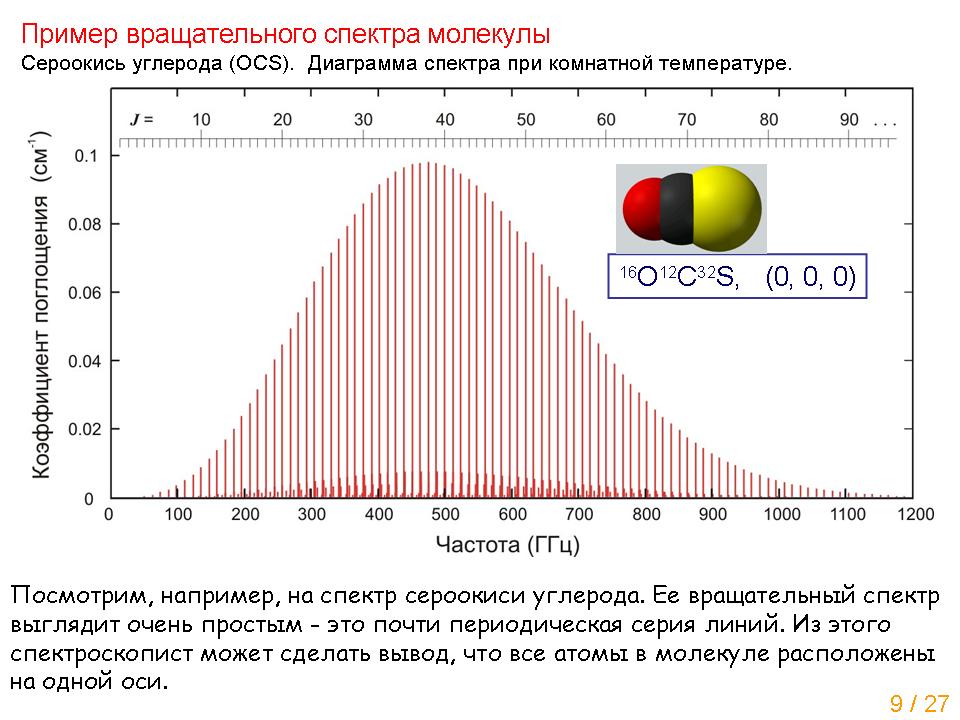 Пример вращательного спектра молекулы
Сероокись углерода (OCS). Диаграмма спектра при комнатной температуре.
J = 10 20 30 40 50 60 70 80 90 . . .
Коэффициент поглощения (см⁻¹)
0.1
0.08
0.06
0.04
0.02
0
¹⁶O¹²C³²S, (0, 0, 0)
0 100 200 300 400 500 600 700 800 900 1000 1100 1200
Частота (ГГц)
Посмотрим, например, на спектр сероокиси углерода. Ее вращательный спектр
выглядит очень простым - это почти периодическая серия линий. Из этого
спектроскопист может сделать вывод, что все атомы в молекуле расположены
на одной оси.
9 / 27